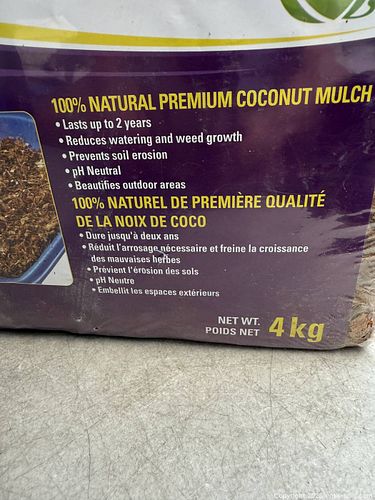 100% NATURAL PREMIUM COCONUT MULCH
• Lasts up to 2 years
• Reduces watering and weed growth
• Prevents soil erosion
• pH Neutral
• Beautifies outdoor areas
100% NATUREL DE PREMIÈRE QUALITÉ
DE LA NOIX DE COCO
• Dure jusqu'à deux ans
• Réduit l'arrosage nécessaire et freine la croissance
des mauvaises herbes
• Prévient l'érosion des sols
• pH Neutre
• Embellit les espaces extérieurs
NET WT.
POIDS NET 4 kg